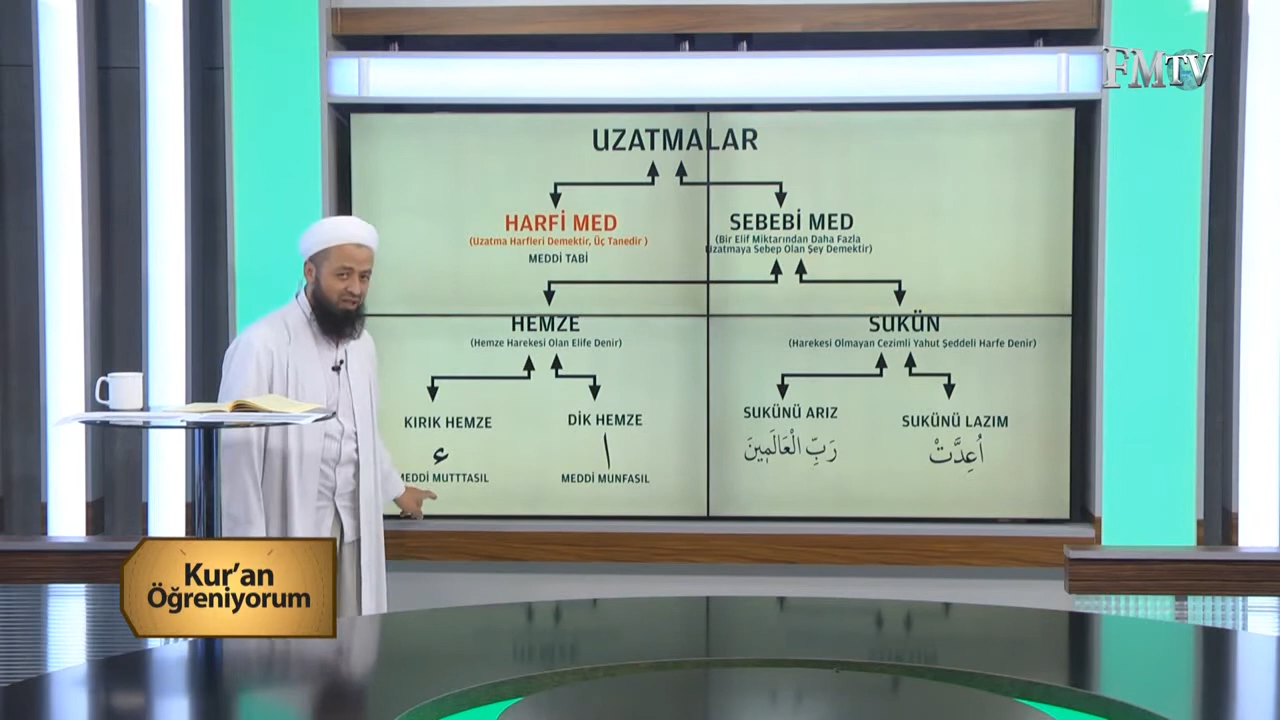 FMTV
UZATMALAR
HARFİ MED
(Uzatma Harfleri Demektir, Üç Tanedir )
MEDDİ TABİ
SEBEBİ MED
(Bir Elif Miktarından Daha Fazla
Uzatmaya Sebep Olan Şey Demektir)
HEMZE
(Hemze Harekesi Olan Elife Denir)
SUKÜN
(Harekesi Olmayan Cezimli Yahut Şeddeli Harfe Denir)
KIRIK HEMZE
ء
MEDDİ MUTTTASIL
DİK HEMZE
ا
MEDDİ MUNFASIL
SUKÜNÜ ARIZ
رَبِّ الْعَالَمٖينَ
SUKÜNÜ LAZIM
اُعِدَّتْ
Kur'an
Öğreniyorum